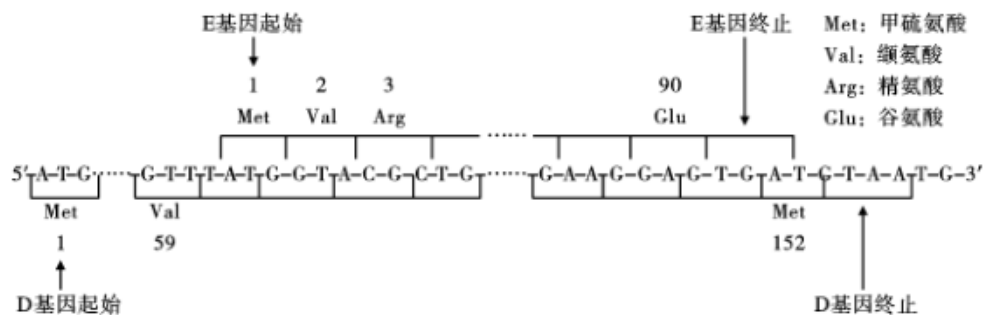 E基因起始 E基因终止 Met：甲硫氨酸
Val：缬氨酸
1 2 3 90 Arg：精氨酸
Met Val Arg Glu Glu：谷氨酸
……
5′-A-T-G……G-T-T-T-A-T-G-G-T-A-C-G-C-T-G……G-A-A-G-G-A-G-T-G-A-T-G-T-A-A-T-G-3′
Met Val Met
1 59 152
D基因起始 D基因终止